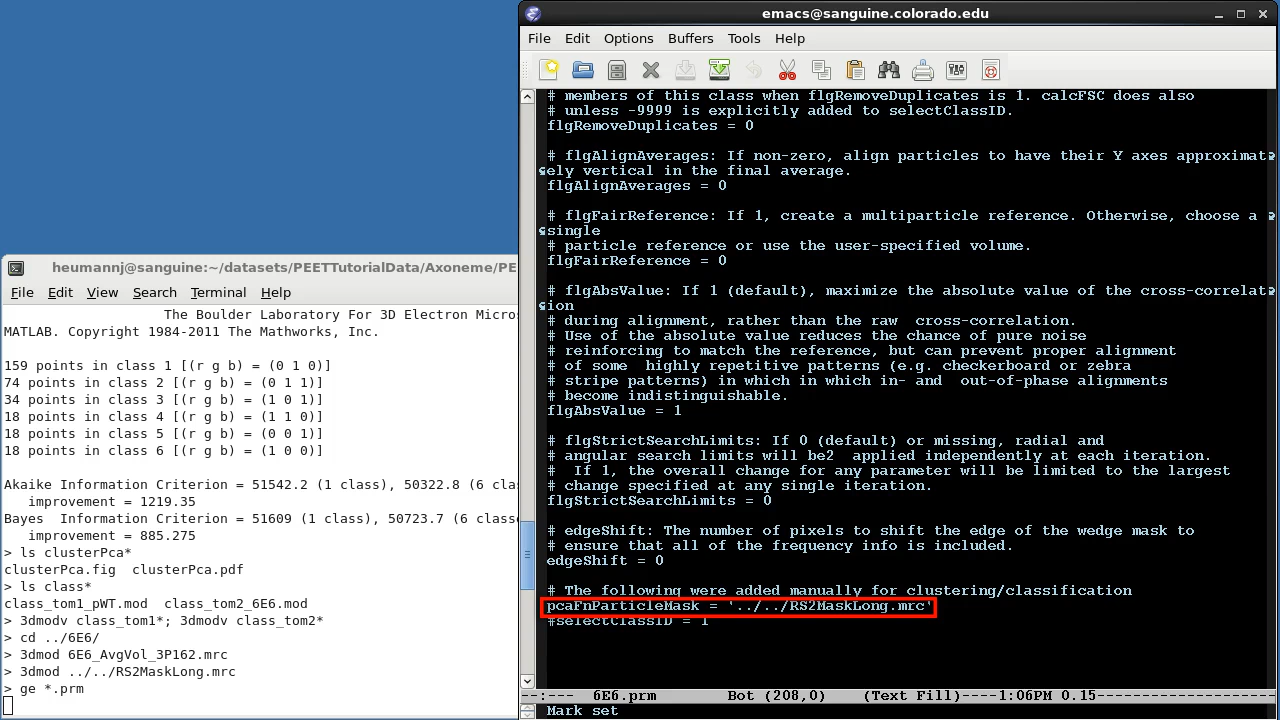 emacs@sanguine.colorado.edu
File Edit Options Buffers Tools Help
# members of this class when flgRemoveDuplicates is 1. calcFSC does also
# unless -9999 is explicitly added to selectClassID.
flgRemoveDuplicates = 0
# flgAlignAverages: If non-zero, align particles to have their Y axes approximat
ely vertical in the final average.
flgAlignAverages = 0
# flgFairReference: If 1, create a multiparticle reference. Otherwise, choose a
single
# particle reference or use the user-specified volume.
flgFairReference = 0
# flgAbsValue: If 1 (default), maximize the absolute value of the cross-correlat
ion
# during alignment, rather than the raw  cross-correlation.
# Use of the absolute value reduces the chance of pure noise
# reinforcing to match the reference, but can prevent proper alignment
# of some  highly repetitive patterns (e.g. checkerboard or zebra
# stripe patterns) in which in which in- and  out-of-phase alignments
# become indistinguishable.
flgAbsValue = 1
# flgStrictSearchLimits: If 0 (default) or missing, radial and
# angular search limits will be2  applied independently at each iteration.
#  If 1, the overall change for any parameter will be limited to the largest
# change specified at any single iteration.
flgStrictSearchLimits = 0
# edgeShift: The number of pixels to shift the edge of the wedge mask to
# ensure that all of the frequency info is included.
edgeShift = 0
# The following were added manually for clustering/classification
pcaFnParticleMask = '../../RS2MaskLong.mrc'
#selectClassID = 1
--:---  6E6.prm        Bot (208,0)    (Text Fill)----1:06PM 0.15--------------------
Mark set
heumannj@sanguine:~/datasets/PEETTutorialData/Axoneme/PE
File Edit View Search Terminal Help
The Boulder Laboratory For 3D Electron Micros
MATLAB. Copyright 1984-2011 The Mathworks, Inc.
159 points in class 1 [(r g b) = (0 1 0)]
74 points in class 2 [(r g b) = (0 1 1)]
34 points in class 3 [(r g b) = (1 0 1)]
18 points in class 4 [(r g b) = (1 1 0)]
18 points in class 5 [(r g b) = (0 0 1)]
18 points in class 6 [(r g b) = (1 0 0)]
Akaike Information Criterion = 51542.2 (1 class), 50322.8 (6 clas
improvement = 1219.35
Bayes  Information Criterion = 51609 (1 class), 50723.7 (6 classe
improvement = 885.275
> ls clusterPca*
clusterPca.fig  clusterPca.pdf
> ls class*
class_tom1_pWT.mod  class_tom2_6E6.mod
> 3dmodv class_tom1*; 3dmodv class_tom2*
> cd ../6E6/
> 3dmod 6E6_AvgVol_3P162.mrc
> 3dmod ../../RS2MaskLong.mrc
> ge *.prm